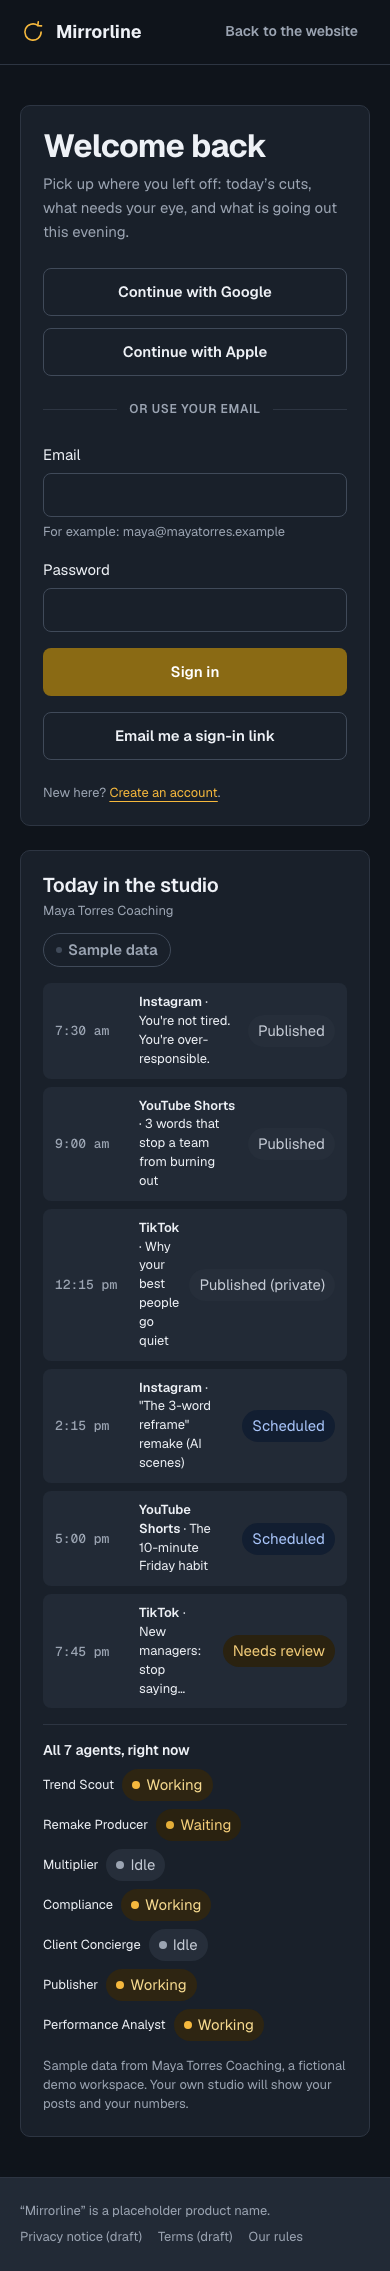 Mirrorline
Back to the website
Welcome back
Pick up where you left off: today's cuts,
what needs your eye, and what is going out
this evening.
Continue with Google
Continue with Apple
OR USE YOUR EMAIL
Email
For example: maya@mayatorres.example
Password
Sign in
Email me a sign-in link
New here? Create an account.
Today in the studio
Maya Torres Coaching
Sample data
7:30 am
Instagram ·
You're not tired.
You're over-
responsible.
Published
9:00 am
YouTube Shorts
· 3 words that
stop a team
from burning
out
Published
12:15 pm
TikTok
· Why
your
best
people
go
quiet
Published (private)
2:15 pm
Instagram ·
"The 3-word
reframe"
remake (AI
scenes)
Scheduled
5:00 pm
YouTube
Shorts · The
10-minute
Friday habit
Scheduled
7:45 pm
TikTok ·
New
managers:
stop
saying…
Needs review
All 7 agents, right now
Trend Scout Working
Remake Producer Waiting
Multiplier Idle
Compliance Working
Client Concierge Idle
Publisher Working
Performance Analyst Working
Sample data from Maya Torres Coaching, a fictional
demo workspace. Your own studio will show your
posts and your numbers.
“Mirrorline” is a placeholder product name.
Privacy notice (draft) Terms (draft) Our rules